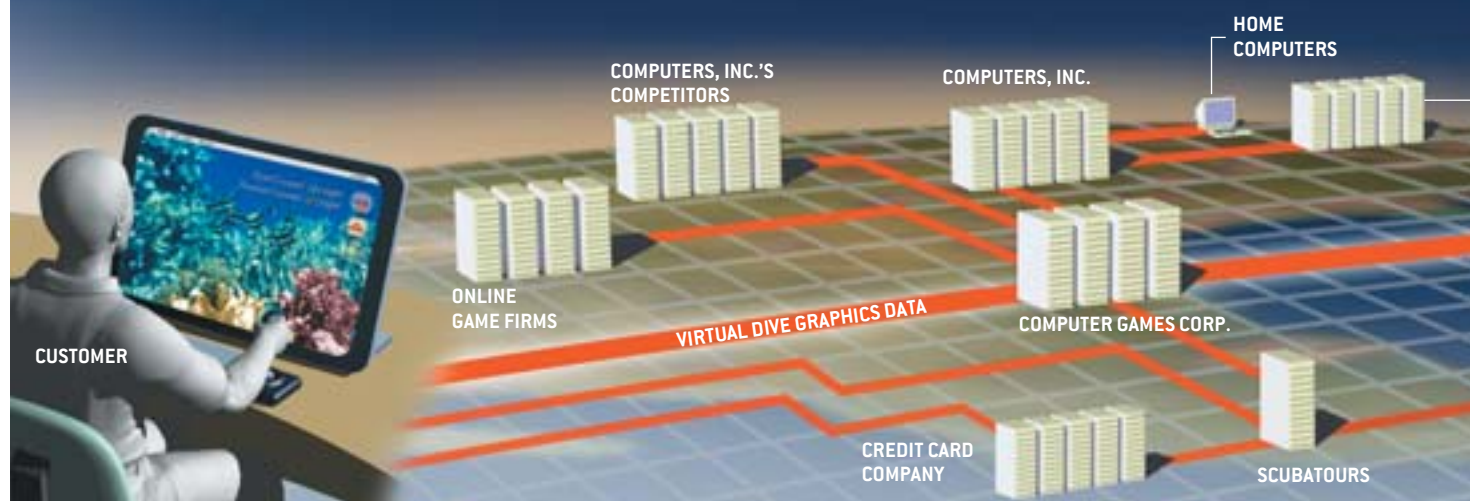 HOME
COMPUTERS
COMPUTERS, INC.'S
COMPETITORS
COMPUTERS, INC.
ONLINE
GAME FIRMS
VIRTUAL DIVE GRAPHICS DATA
COMPUTER GAMES CORP.
CUSTOMER
CREDIT CARD
COMPANY
SCUBATOURS